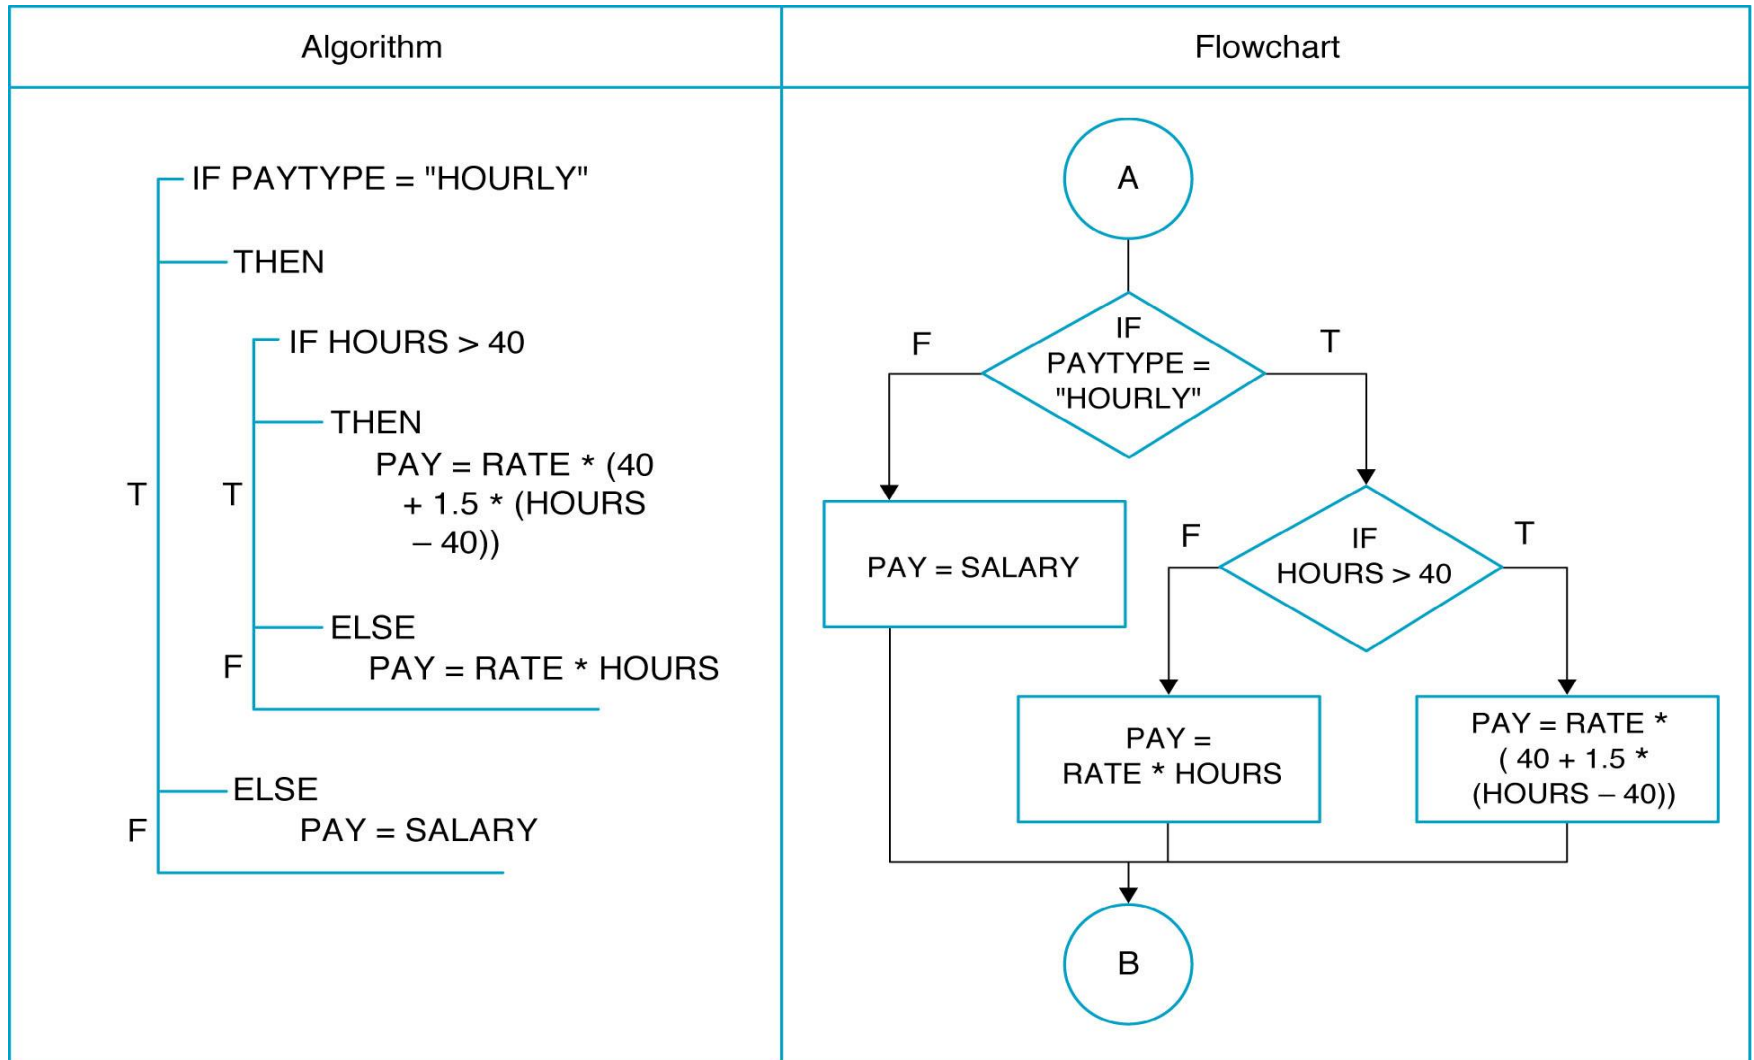 Algorithm
IF PAYTYPE = "HOURLY"
THEN
IF HOURS > 40
THEN
PAY = RATE * (40
+ 1.5 * (HOURS
– 40))
T
T
ELSE
F
PAY = RATE * HOURS
ELSE
F
PAY = SALARY
Flowchart
A
IF
PAYTYPE =
"HOURLY"
F
T
PAY = SALARY
IF
HOURS > 40
F
T
PAY =
RATE * HOURS
PAY = RATE *
( 40 + 1.5 *
(HOURS – 40))
B